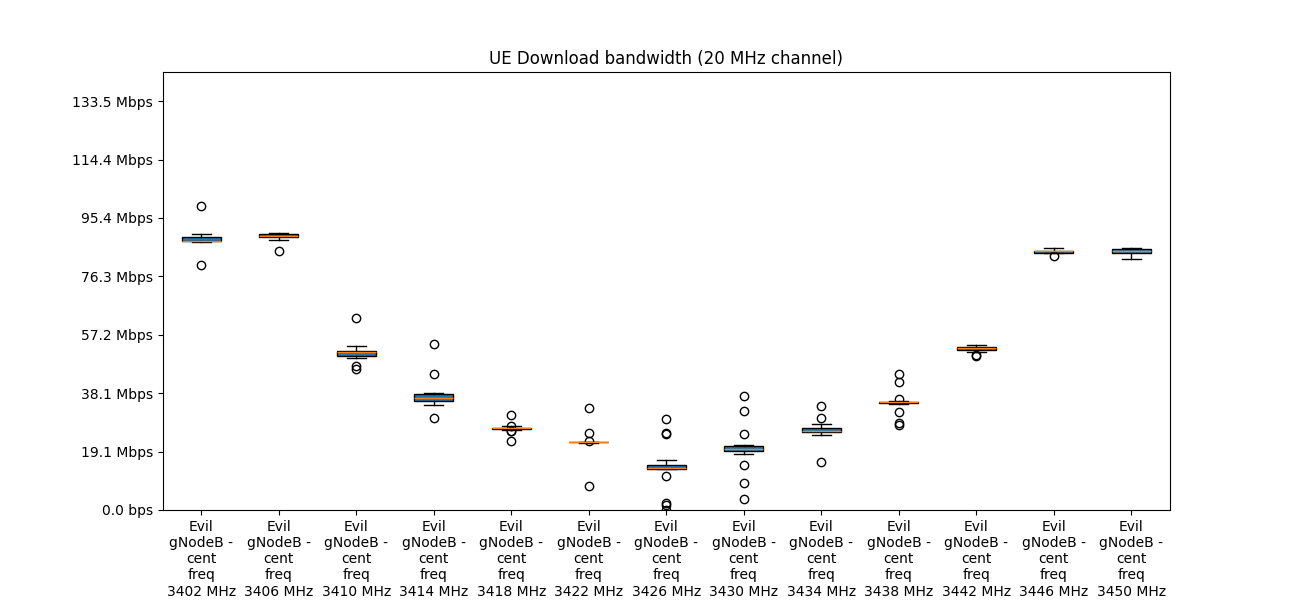 UE Download bandwidth (20 MHz channel)
133.5 Mbps
114.4 Mbps
95.4 Mbps
76.3 Mbps
57.2 Mbps
38.1 Mbps
19.1 Mbps
0.0 bps
Evil
gNodeB -
cent
freq
3402 MHz
Evil
gNodeB -
cent
freq
3406 MHz
Evil
gNodeB -
cent
freq
3410 MHz
Evil
gNodeB -
cent
freq
3414 MHz
Evil
gNodeB -
cent
freq
3418 MHz
Evil
gNodeB -
cent
freq
3422 MHz
Evil
gNodeB -
cent
freq
3426 MHz
Evil
gNodeB -
cent
freq
3430 MHz
Evil
gNodeB -
cent
freq
3434 MHz
Evil
gNodeB -
cent
freq
3438 MHz
Evil
gNodeB -
cent
freq
3442 MHz
Evil
gNodeB -
cent
freq
3446 MHz
Evil
gNodeB -
cent
freq
3450 MHz